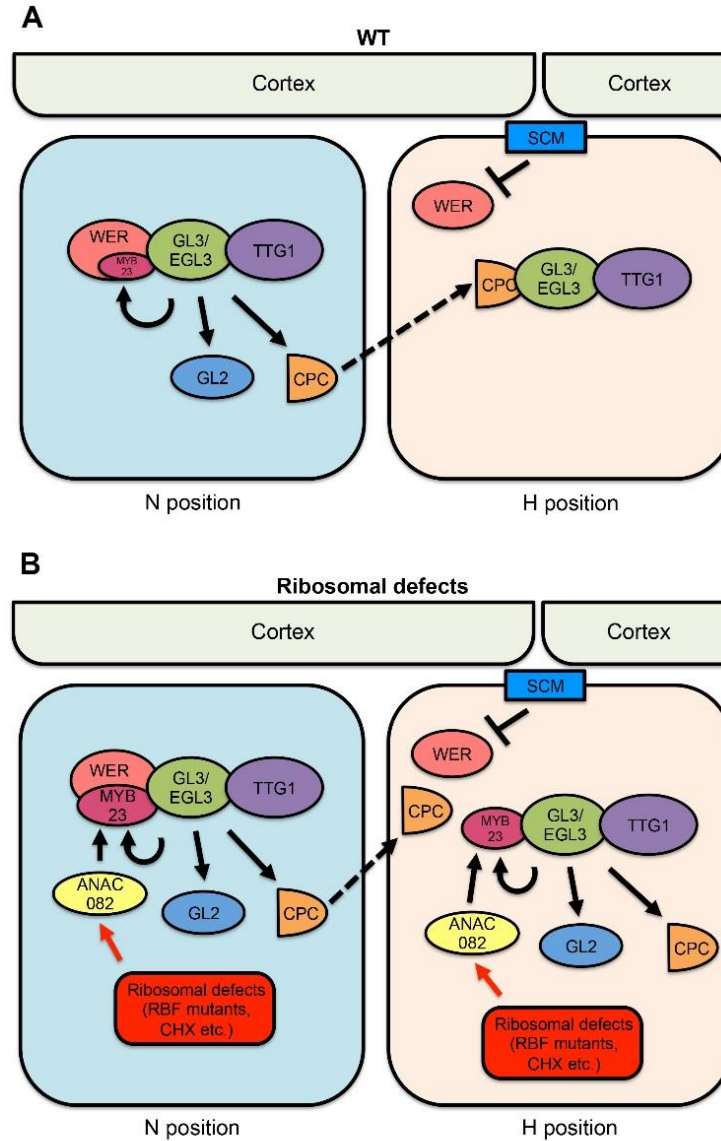 A
WT
Cortex
Cortex
SCM
WER
WER
MYB
23
GL3/
EGL3
TTG1
CPC
GL3/
EGL3
TTG1
GL2
CPC
N position
H position
B
Ribosomal defects
Cortex
Cortex
SCM
WER
WER
MYB
23
GL3/
EGL3
TTG1
CPC
MYB
23
GL3/
EGL3
TTG1
ANAC
082
GL2
CPC
ANAC
082
GL2
CPC
Ribosomal defects
(RBF mutants,
CHX etc.)
Ribosomal defects
(RBF mutants,
CHX etc.)
N position
H position